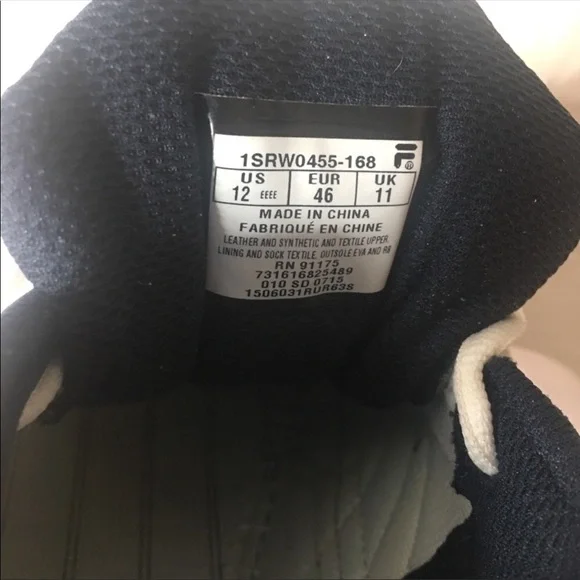 1SRW0455-168
US EUR UK
12 EEEE 46 11
MADE IN CHINA
FABRIQUÉ EN CHINE
LEATHER AND SYNTHETIC AND TEXTILE UPPER,
LINING AND SOCK TEXTILE, OUTSOLE EVA AND RB
RN 91175
731616825489
010 SD 0715
1506031RUR63S